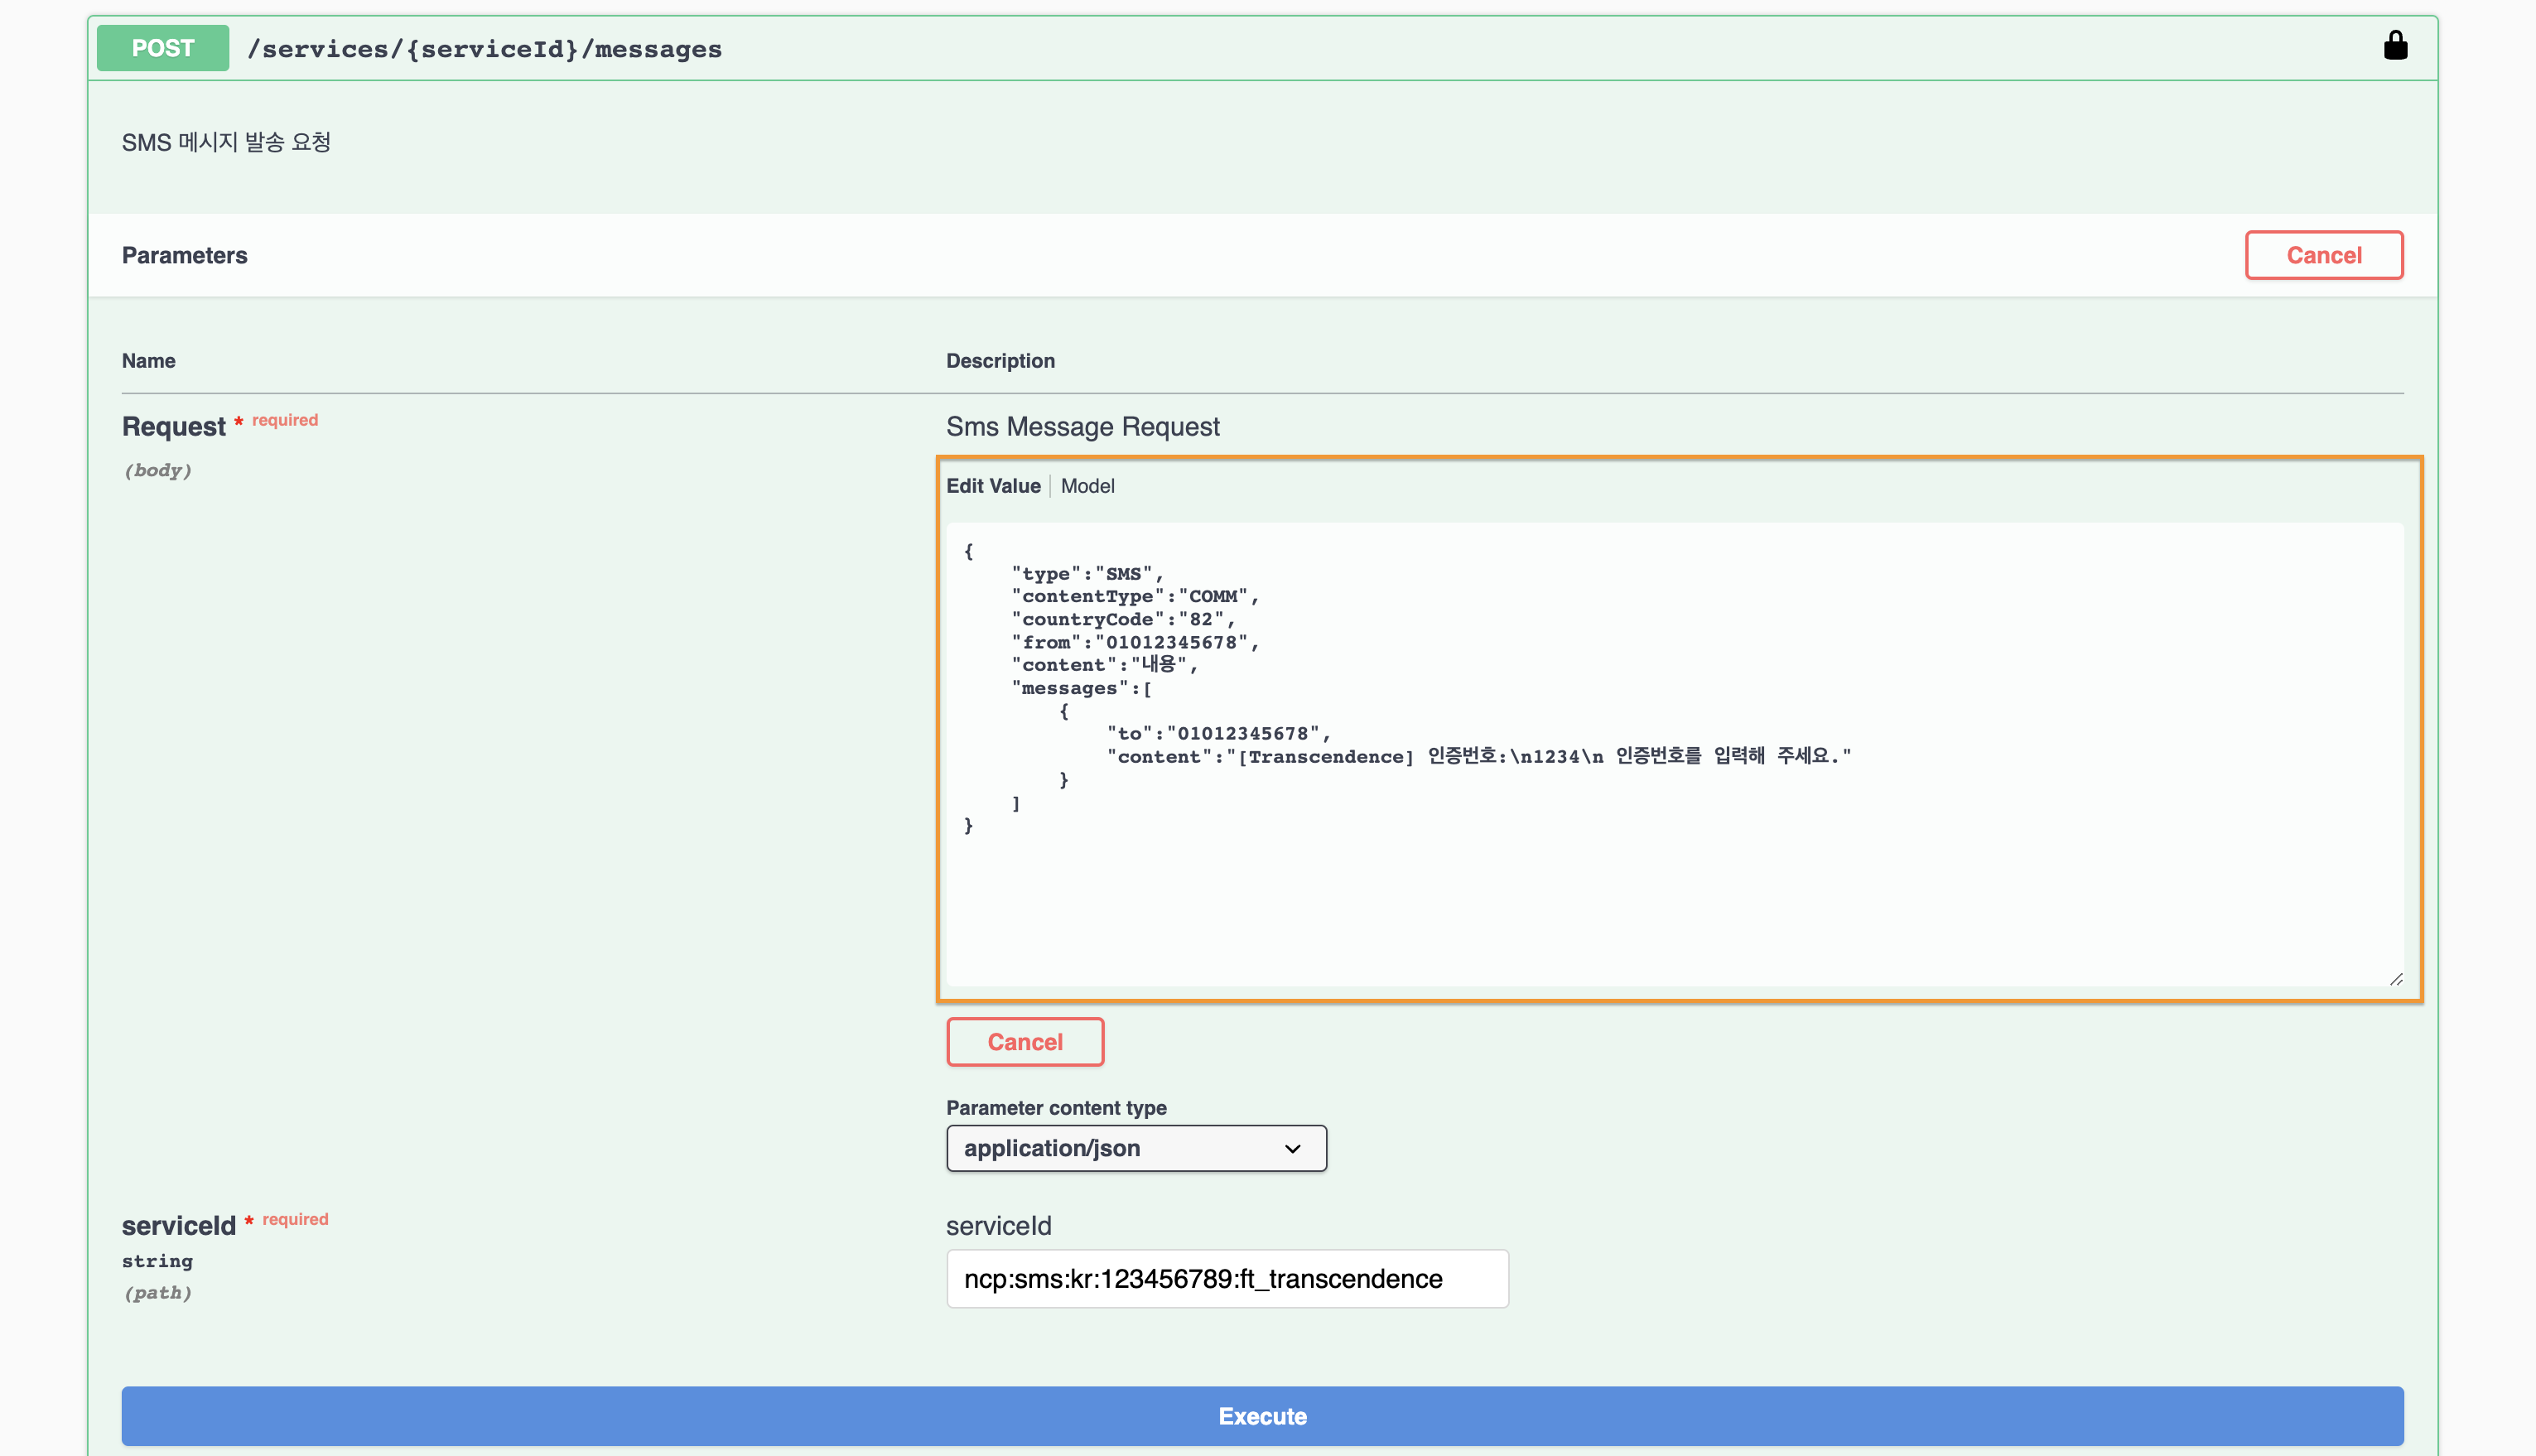 POST /services/{serviceId}/messages
SMS 메시지 발송 요청
Parameters Cancel
Name Description
Request * required Sms Message Request
(body)
Edit Value Model
{
"type":"SMS",
"contentType":"COMM",
"countryCode":"82",
"from":"01012345678",
"content":"내용",
"messages":[
{
"to":"01012345678",
"content":"[Transcendence] 인증번호:\n1234\n 인증번호를 입력해 주세요."
}
]
}
Cancel
Parameter content type
application/json
serviceId * required serviceId
string
(path)
ncp:sms:kr:123456789:ft_transcendence
Execute